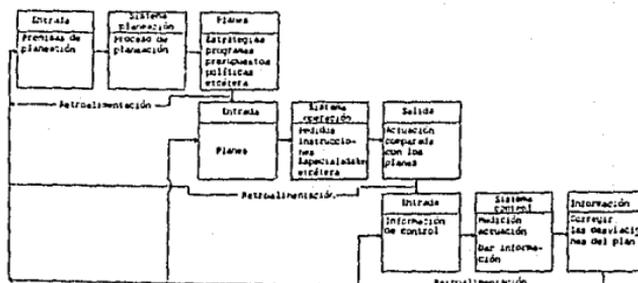 Entrada
Premisas de
planeación
Sistema
planeación
Proceso de
planeación
Planes
Estrategias
programas
presupuestos
políticas
etcétera
Retroalimentación
Entrada
Planes
Sistema
operación
Pedidos
instruccio-
nes
etcétera
Salida
Actuación
comparada
con los
planes
Retroalimentación
Entrada
Información
de control
Sistema
control
Medición
actuación
Dar informa-
ción
Información
Corregir
las desviacio
nes del plan
Retroalimentación